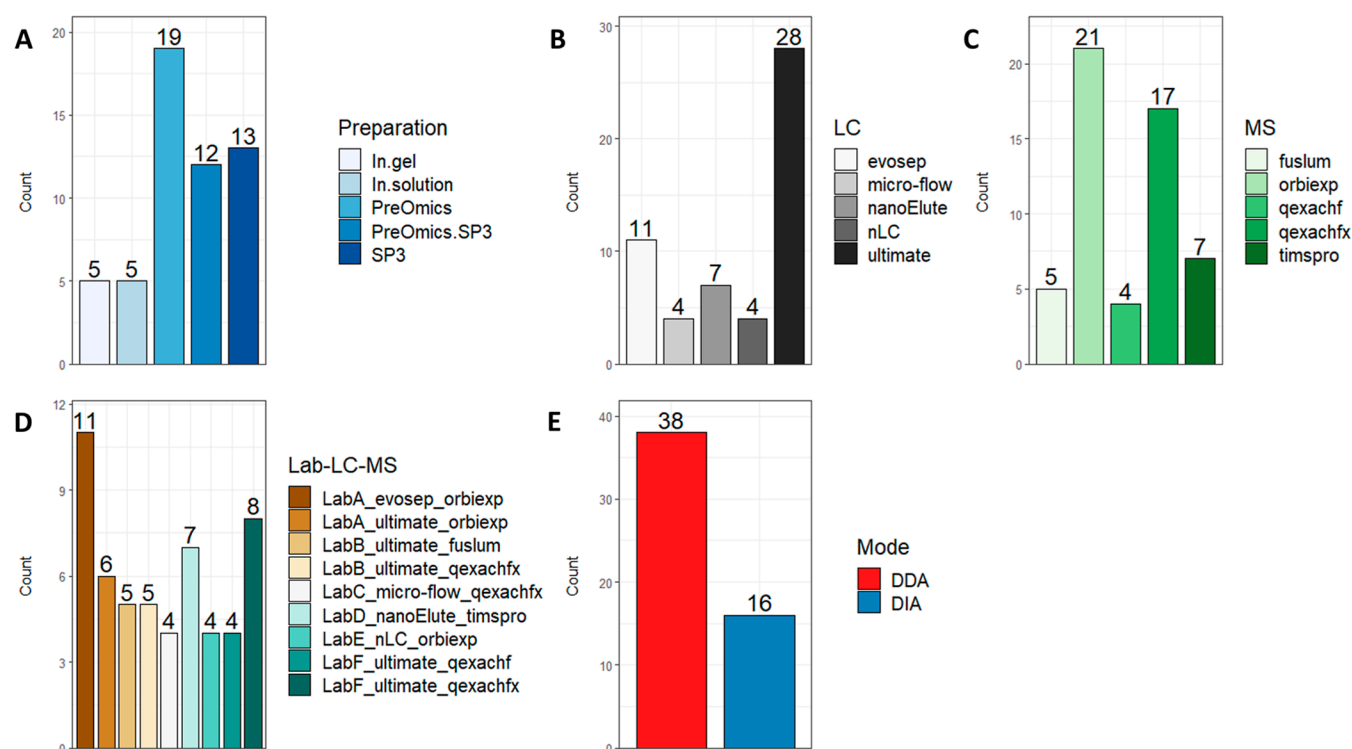 A
Count
20
15
10
5
0
5
5
19
12
13
Preparation
In.gel
In.solution
PreOmics
PreOmics.SP3
SP3
B
Count
30
20
10
0
11
4
7
4
28
LC
evosep
micro-flow
nanoElute
nLC
ultimate
C
Count
20
15
10
5
0
5
21
4
17
7
MS
fuslum
orbiexp
qexachf
qexachfx
timspro
D
Count
12
9
6
3
0
11
6
5
5
4
7
4
4
8
Lab-LC-MS
LabA_evosep_orbiexp
LabA_ultimate_orbiexp
LabB_ultimate_fuslum
LabB_ultimate_qexachfx
LabC_micro-flow_qexachfx
LabD_nanoElute_timspro
LabE_nLC_orbiexp
LabF_ultimate_qexachf
LabF_ultimate_qexachfx
E
Count
40
30
20
10
0
38
16
Mode
DDA
DIA